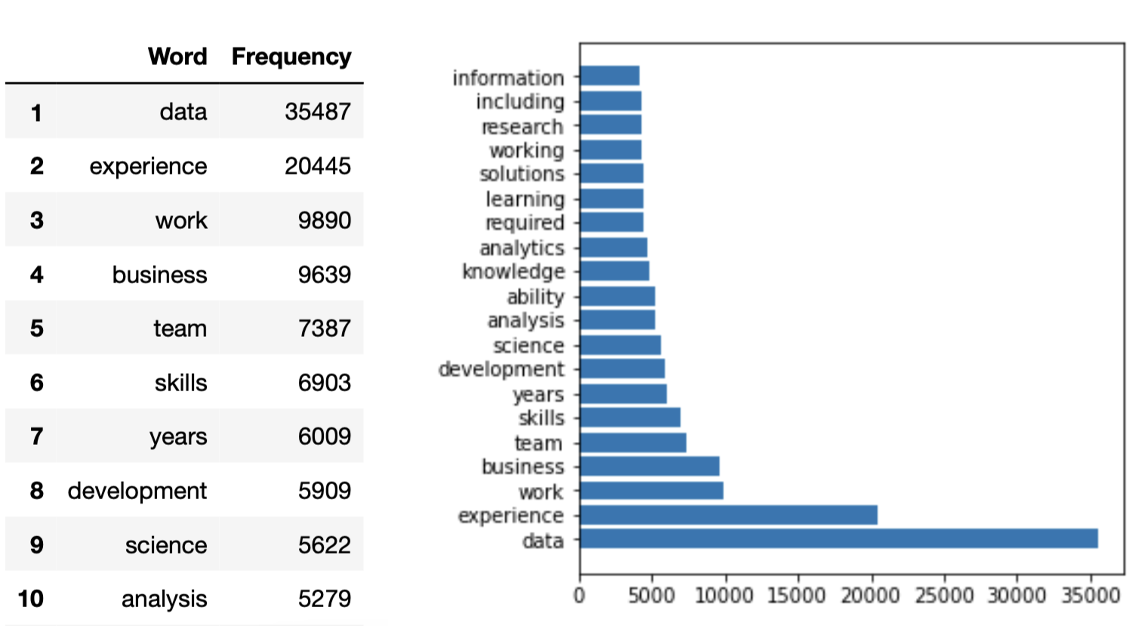 Word Frequency
1 data 35487
2 experience 20445
3 work 9890
4 business 9639
5 team 7387
6 skills 6903
7 years 6009
8 development 5909
9 science 5622
10 analysis 5279
information
including
research
working
solutions
learning
required
analytics
knowledge
ability
analysis
science
development
years
skills
team
business
work
experience
data
0 5000 10000 15000 20000 25000 30000 35000